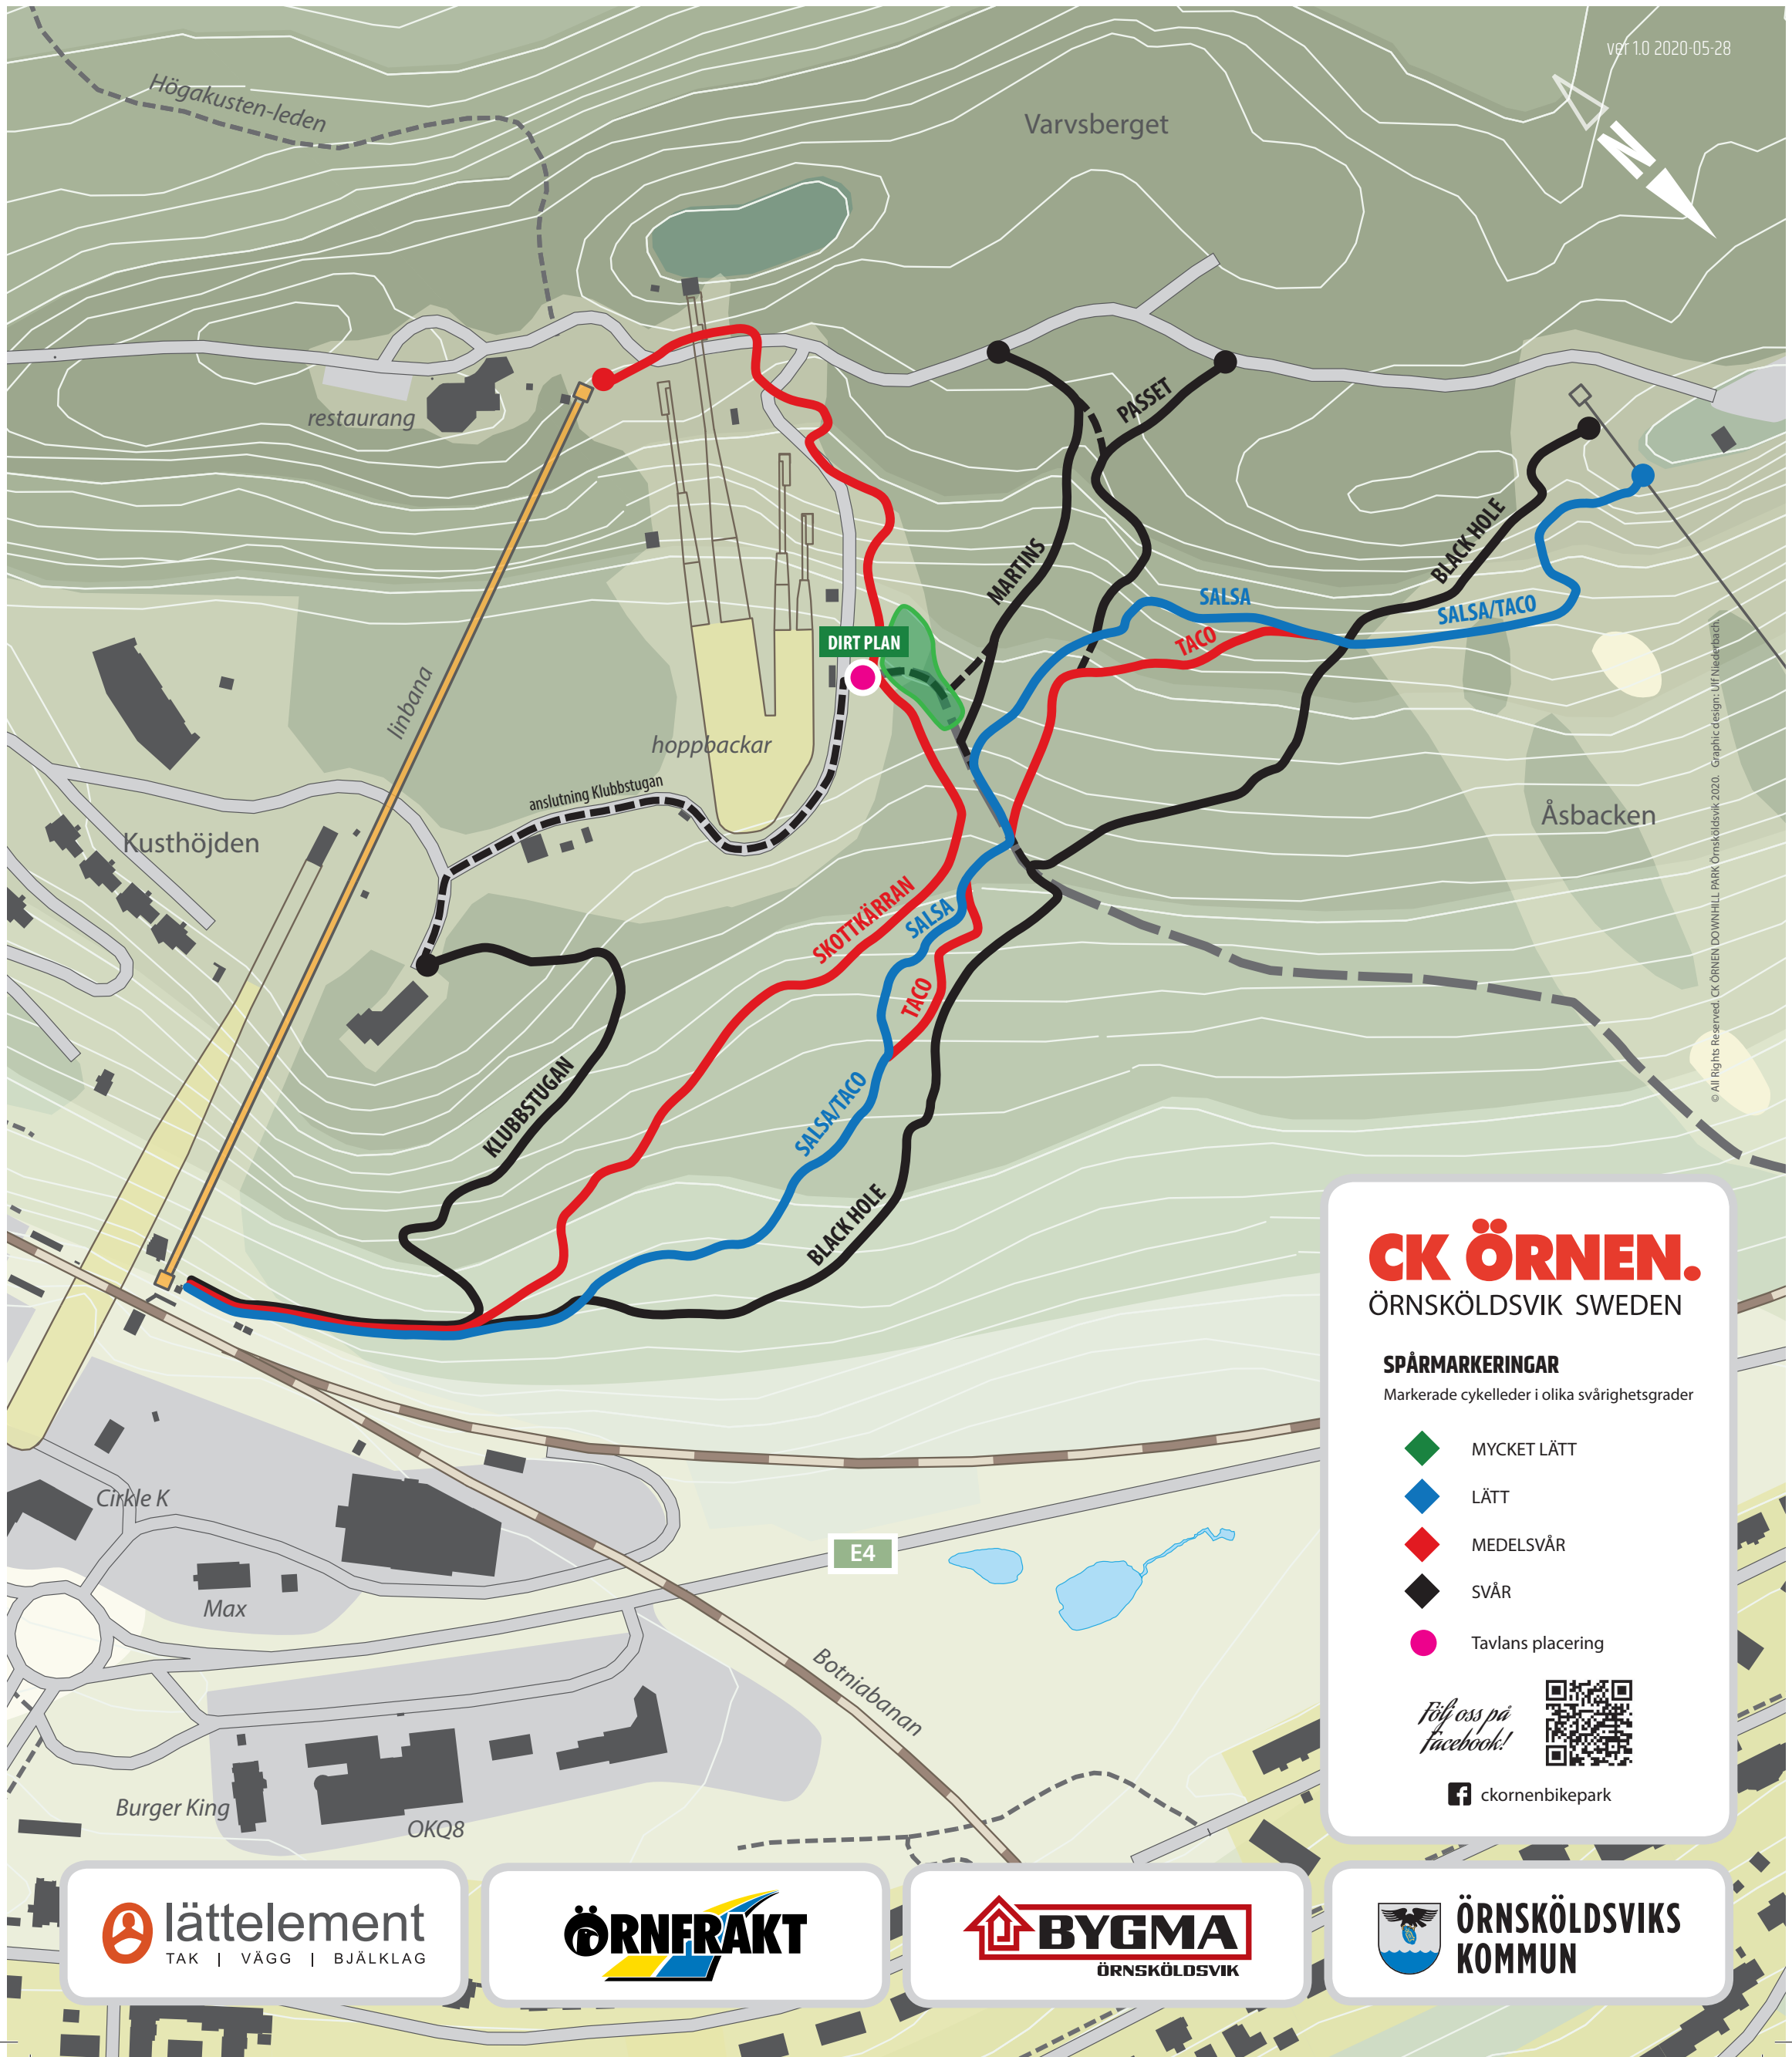 ver 1.0 2020-05-28
Högakusten-leden
Varvsberget
N
restaurang
PASSET
BLACK HOLE
MARTINS
SALSA
SALSA/TACO
TACO
DIRT PLAN
linbana
hoppbackar
anslutning Klubbstugan
Kusthöjden
Åsbacken
SKOTTKÄRRAN
SALSA
TACO
KLUBBSTUGAN
SALSA/TACO
BLACK HOLE
© All Rights Reserved. CK ÖRNEN DOWNHILL PARK Örnsköldsvik 2020. Graphic design: Ulf Niederbach.
CK ÖRNEN.
ÖRNSKÖLDSVIK SWEDEN
SPÅRMARKERINGAR
Markerade cykelleder i olika svårighetsgrader
MYCKET LÄTT
LÄTT
MEDELSVÅR
SVÅR
Tavlans placering
Följ oss på
facebook!
ckornenbikepark
Cirkle K
E4
Max
Botniabanan
Burger King
OKQ8
lättelement
TAK | VÄGG | BJÄLKLAG
ÖRNFRAKT
BYGMA
ÖRNSKÖLDSVIK
ÖRNSKÖLDSVIKS
KOMMUN